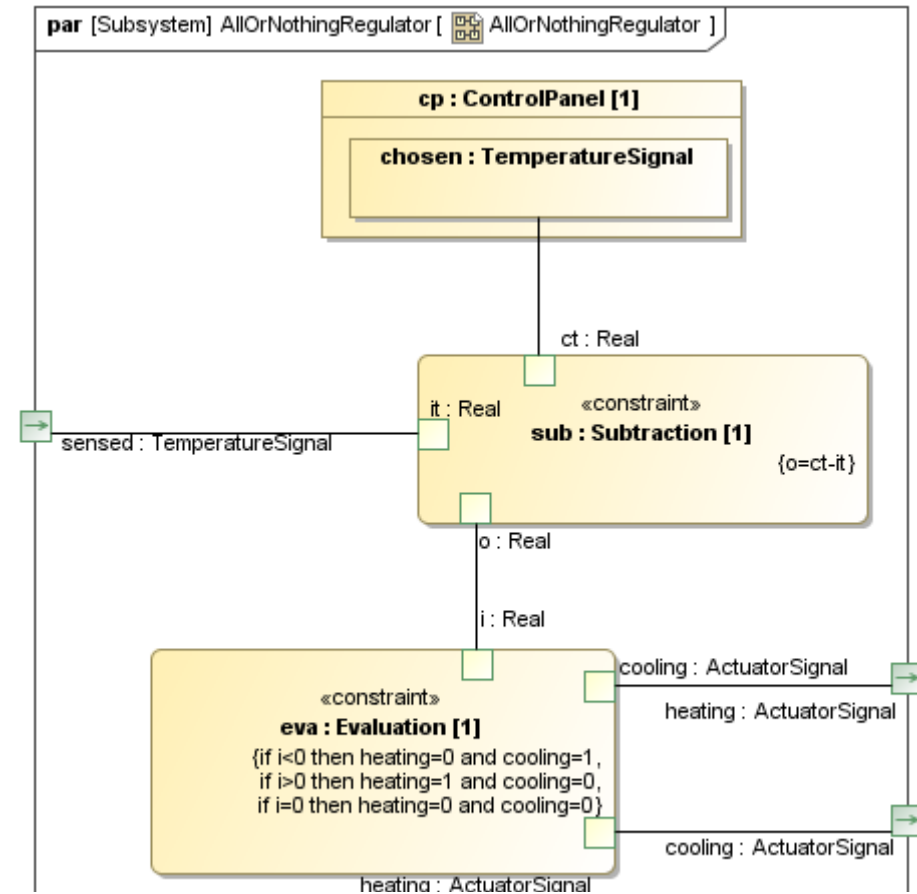 par [Subsystem] AllOrNothingRegulator [ AllOrNothingRegulator ]
cp : ControlPanel [1]
chosen : TemperatureSignal
ct : Real
it : Real
«constraint»
sub : Subtraction [1]
{o=ct-it}
sensed : TemperatureSignal
o : Real
i : Real
cooling : ActuatorSignal
heating : ActuatorSignal
«constraint»
eva : Evaluation [1]
{if i<0 then heating=0 and cooling=1,
if i>0 then heating=1 and cooling=0,
if i=0 then heating=0 and cooling=0}
cooling : ActuatorSignal
heating : ActuatorSignal